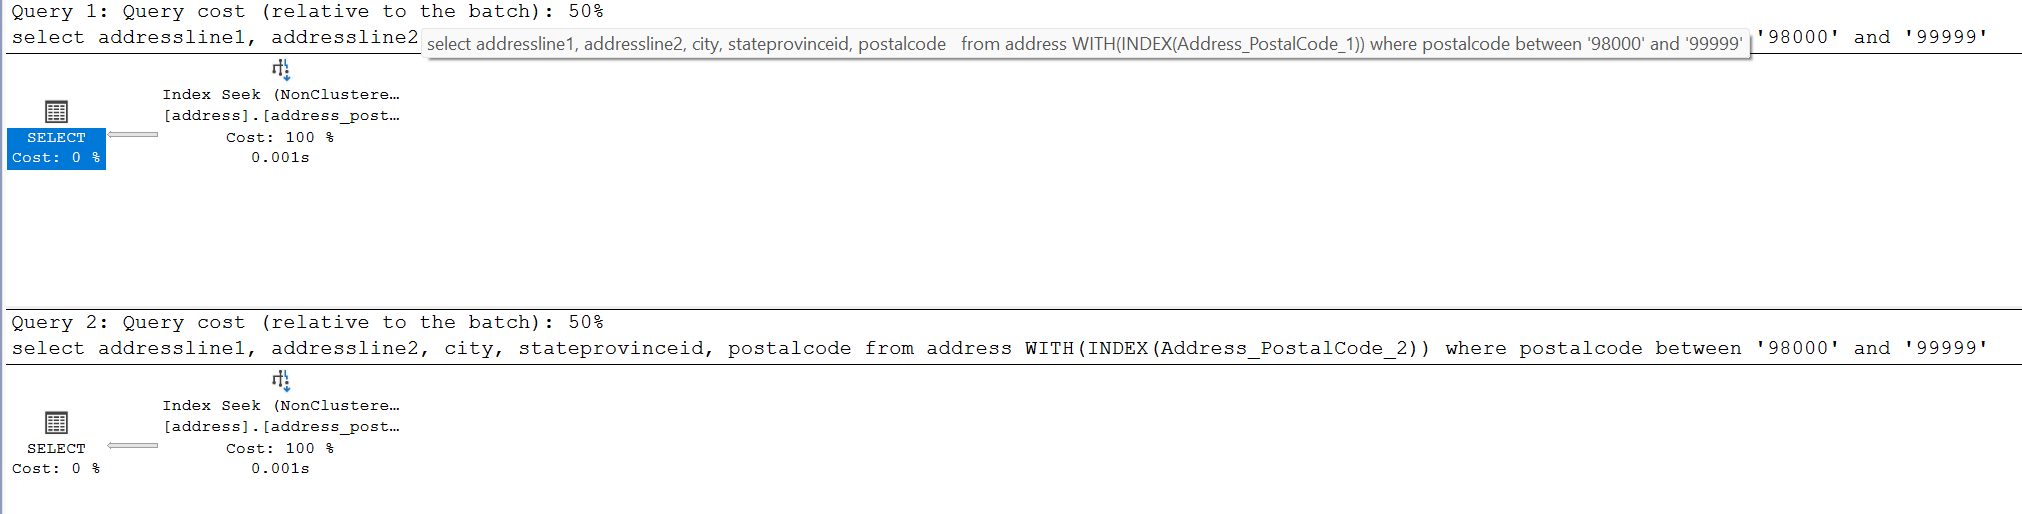 Query 1: Query cost (relative to the batch): 50%
select addressline1, addressline2 '98000' and '99999'
select addressline1, addressline2, city, stateprovinceid, postalcode from address WITH(INDEX(Address_PostalCode_1)) where postalcode between '98000' and '99999'
Index Seek (NonClustere…
[address].[address_post…
Cost: 100 %
0.001s
SELECT
Cost: 0 %
Query 2: Query cost (relative to the batch): 50%
select addressline1, addressline2, city, stateprovinceid, postalcode from address WITH(INDEX(Address_PostalCode_2)) where postalcode between '98000' and '99999'
Index Seek (NonClustere…
[address].[address_post…
Cost: 100 %
0.001s
SELECT
Cost: 0 %